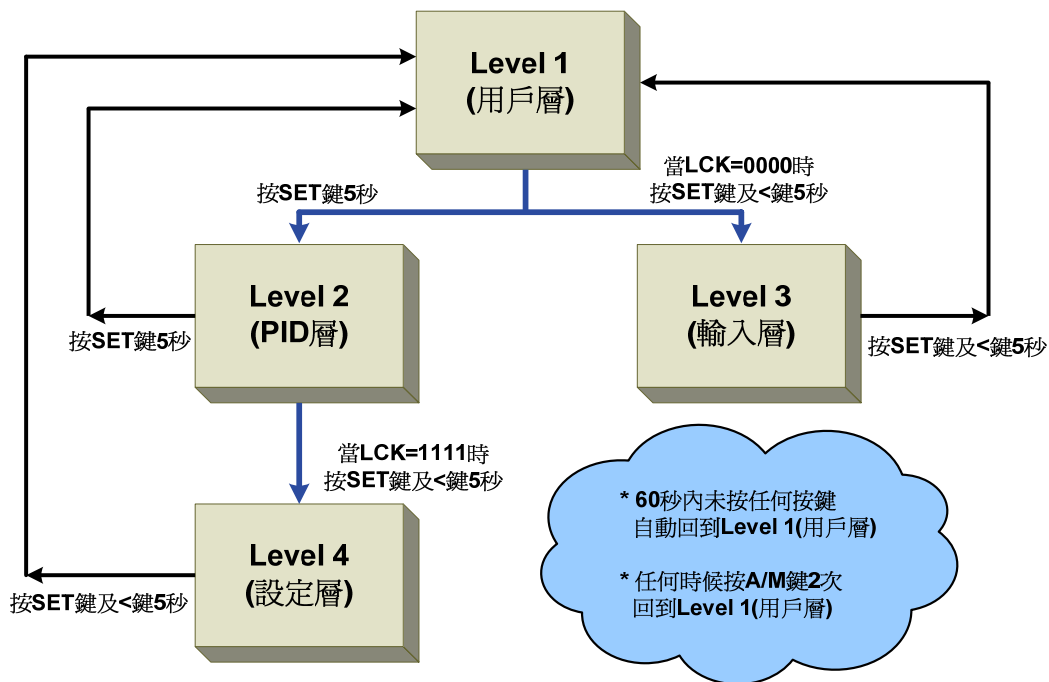 Level 1
(用戶層)
當LCK=0000時
按SET鍵5秒
按SET鍵及<鍵5秒
Level 2
(PID層)
Level 3
(輸入層)
按SET鍵5秒
按SET鍵及<鍵5秒
當LCK=1111時
按SET鍵及<鍵5秒
Level 4
(設定層)
按SET鍵及<鍵5秒
* 60秒內未按任何按鍵
自動回到Level 1(用戶層)
* 任何時候按A/M鍵2次
回到Level 1(用戶層)